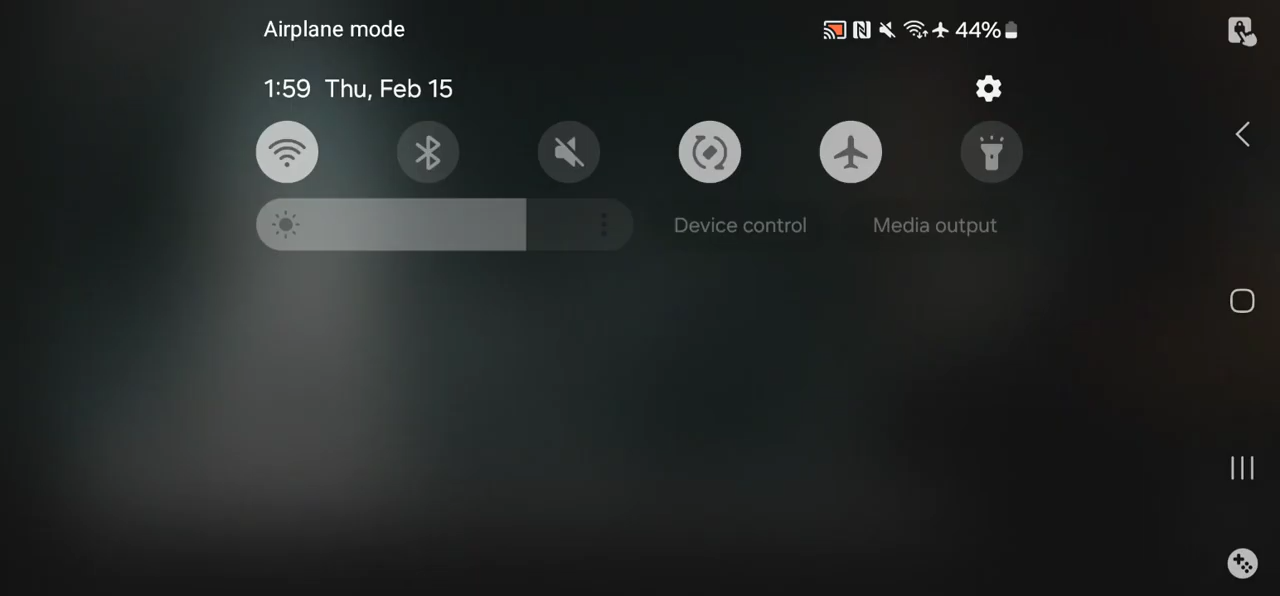 Airplane mode
44%
1:59 Thu, Feb 15
Device control
Media output